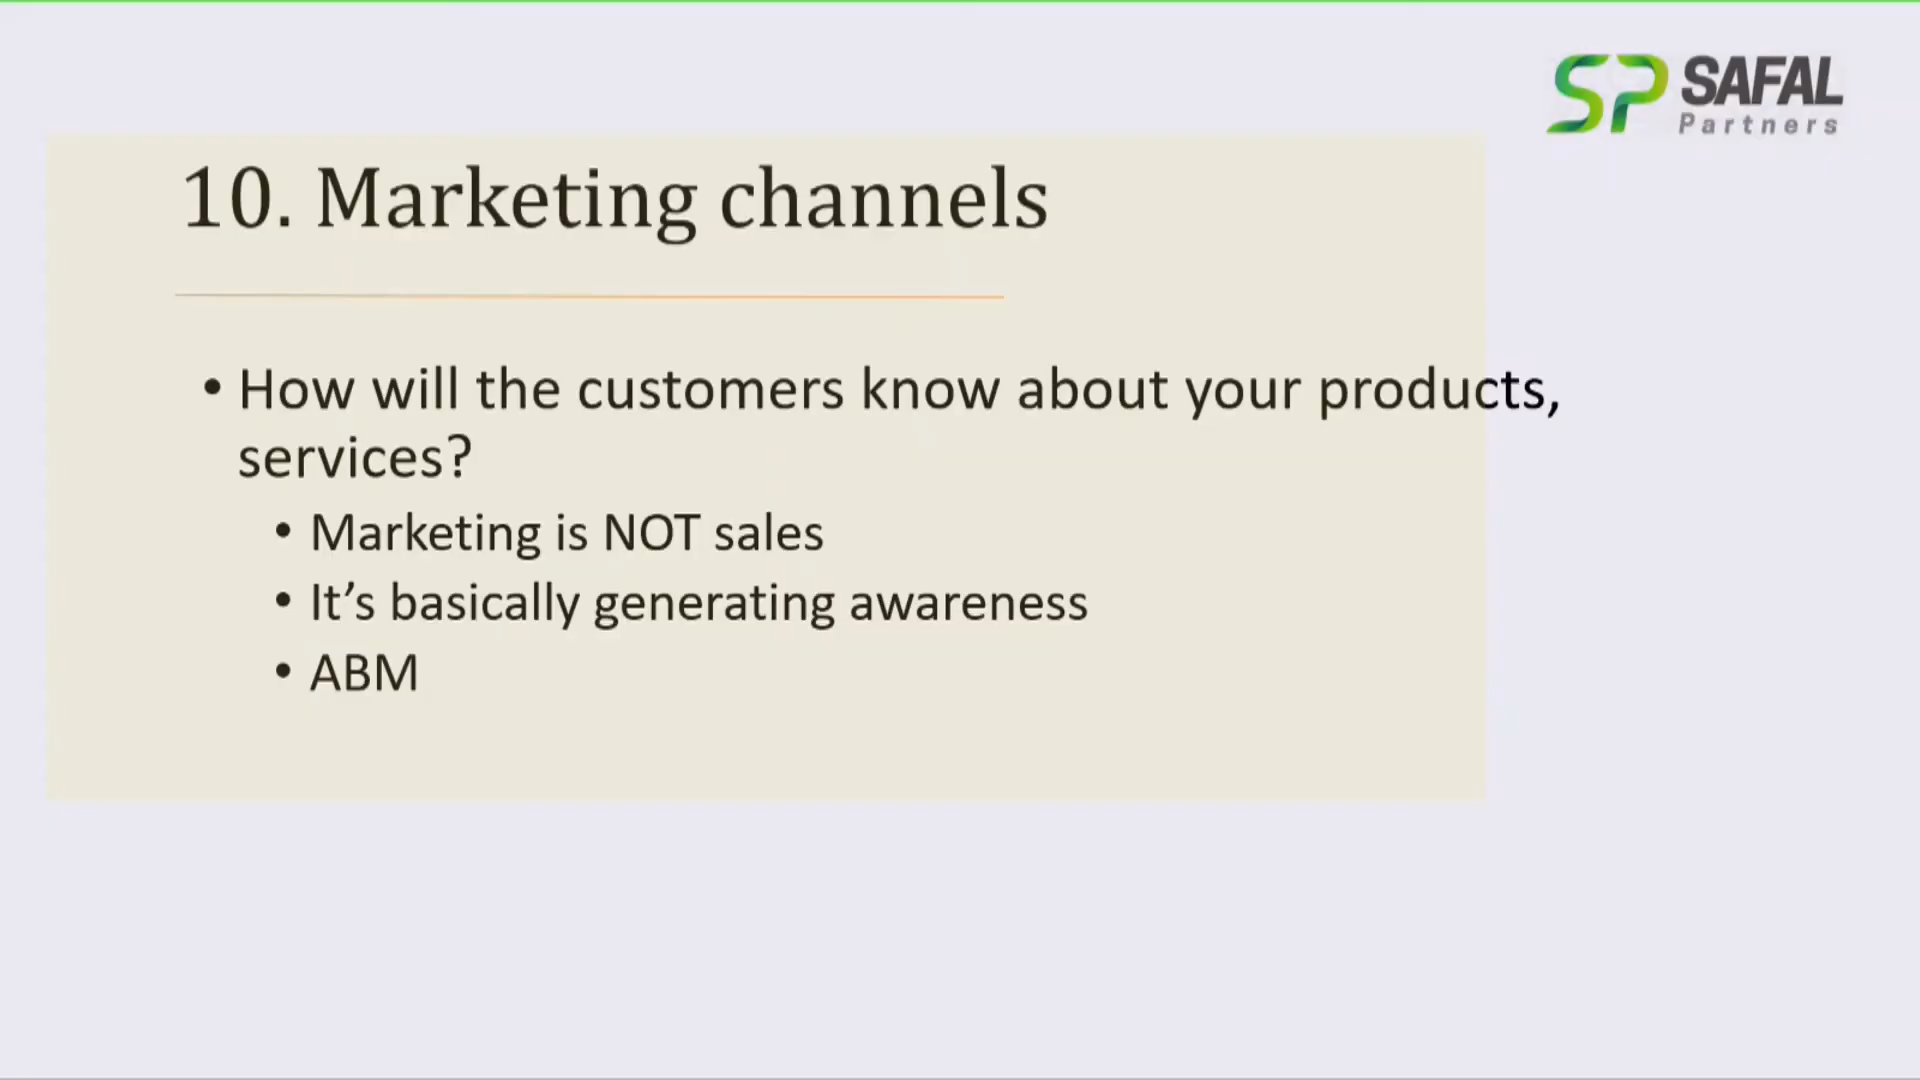 SP SAFAL
Partners
10. Marketing channels
• How will the customers know about your products,
services?
• Marketing is NOT sales
• It’s basically generating awareness
• ABM